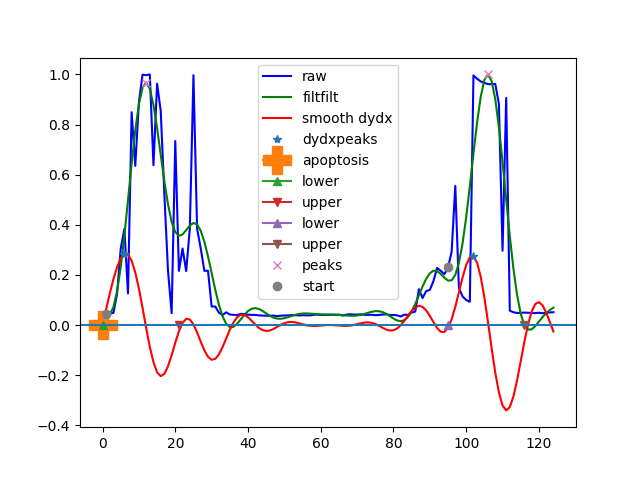 1.0
0.8
0.6
0.4
0.2
0.0
−0.2
−0.4
raw
filtfilt
smooth dydx
dydxpeaks
apoptosis
lower
upper
lower
upper
peaks
start
0 20 40 60 80 100 120